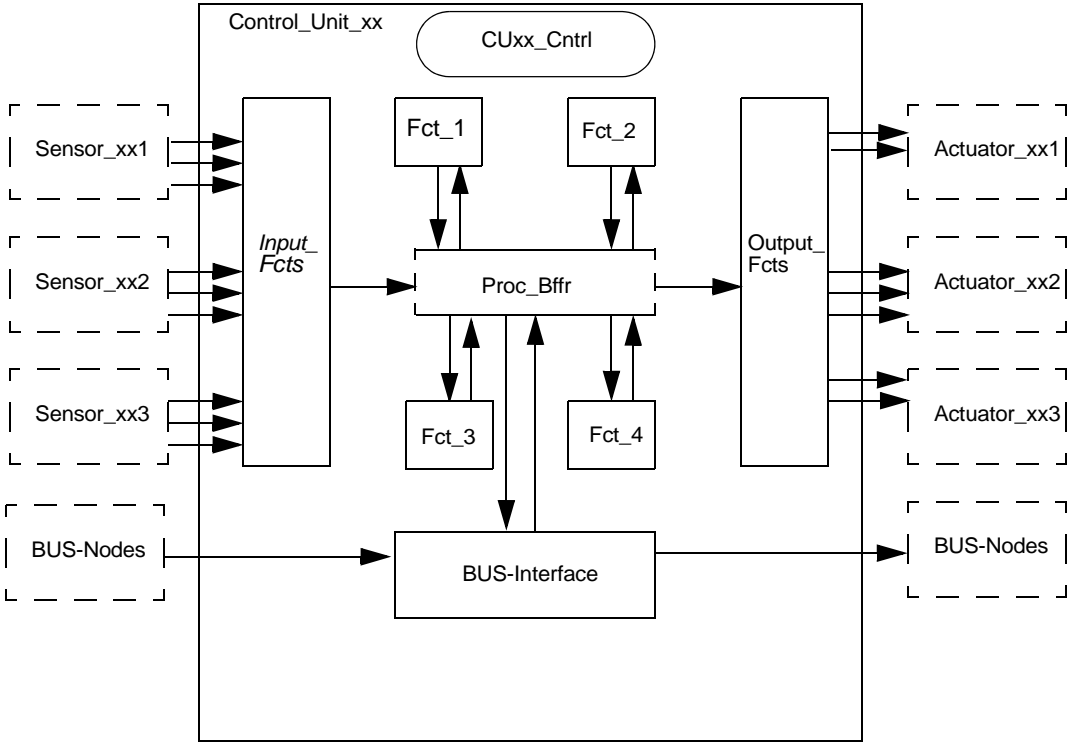 Control_Unit_xx
CUxx_Cntrl
Sensor_xx1
Fct_1
Fct_2
Actuator_xx1
Input_
Fcts
Output_
Fcts
Sensor_xx2
Proc_Bffr
Actuator_xx2
Sensor_xx3
Fct_3
Fct_4
Actuator_xx3
BUS-Nodes
BUS-Interface
BUS-Nodes